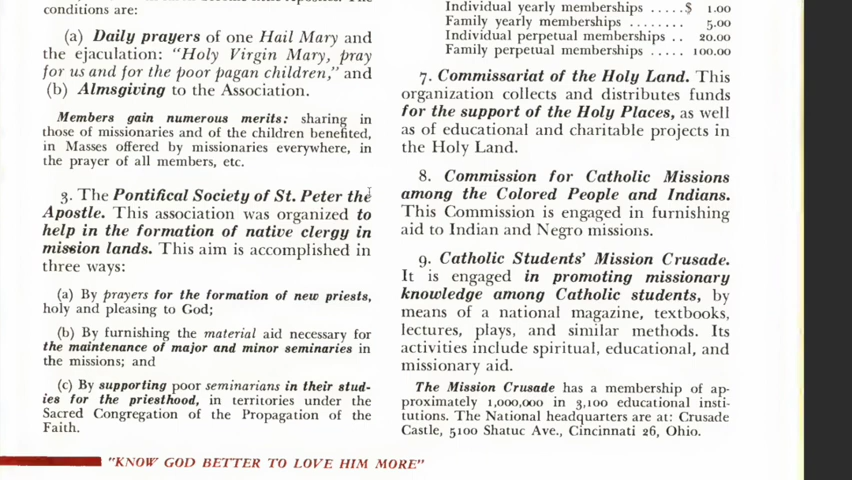 conditions are:
(a) Daily prayers of one Hail Mary and
the ejaculation: "Holy Virgin Mary, pray
for us and for the poor pagan children," and
(b) Almsgiving to the Association.
Members gain numerous merits: sharing in
those of missionaries and of the children benefited,
in Masses offered by missionaries everywhere, in
the prayer of all members, etc.
3. The Pontifical Society of St. Peter the
Apostle. This association was organized to
help in the formation of native clergy in
mission lands. This aim is accomplished in
three ways:
(a) By prayers for the formation of new priests,
holy and pleasing to God;
(b) By furnishing the material aid necessary for
the maintenance of major and minor seminaries in
the missions; and
(c) By supporting poor seminarians in their stud-
ies for the priesthood, in territories under the
Sacred Congregation of the Propagation of the
Faith.
Individual yearly memberships .....$ 1.00
Family yearly memberships ........ 5.00
Individual perpetual memberships .. 20.00
Family perpetual memberships ..... 100.00
7. Commissariat of the Holy Land. This
organization collects and distributes funds
for the support of the Holy Places, as well
as of educational and charitable projects in
the Holy Land.
8. Commission for Catholic Missions
among the Colored People and Indians.
This Commission is engaged in furnishing
aid to Indian and Negro missions.
9. Catholic Students' Mission Crusade.
It is engaged in promoting missionary
knowledge among Catholic students, by
means of a national magazine, textbooks,
lectures, plays, and similar methods. Its
activities include spiritual, educational, and
missionary aid.
The Mission Crusade has a membership of ap-
proximately 1,000,000 in 3,100 educational insti-
tutions. The National headquarters are at: Crusade
Castle, 5100 Shatuc Ave., Cincinnati 26, Ohio.
"KNOW GOD BETTER TO LOVE HIM MORE"